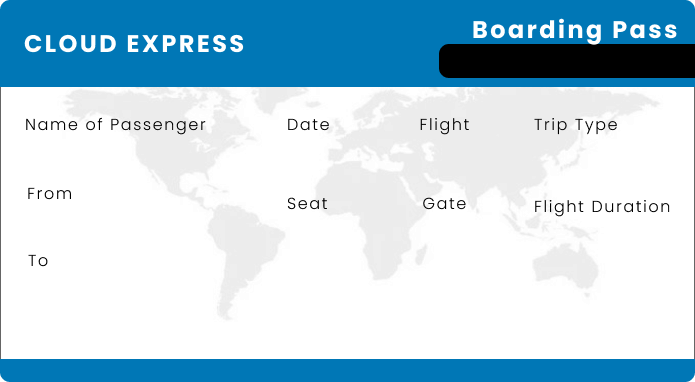 CLOUD EXPRESS
Boarding Pass
Name of Passenger
Date
Flight
Trip Type
From
Seat
Gate
Flight Duration
To